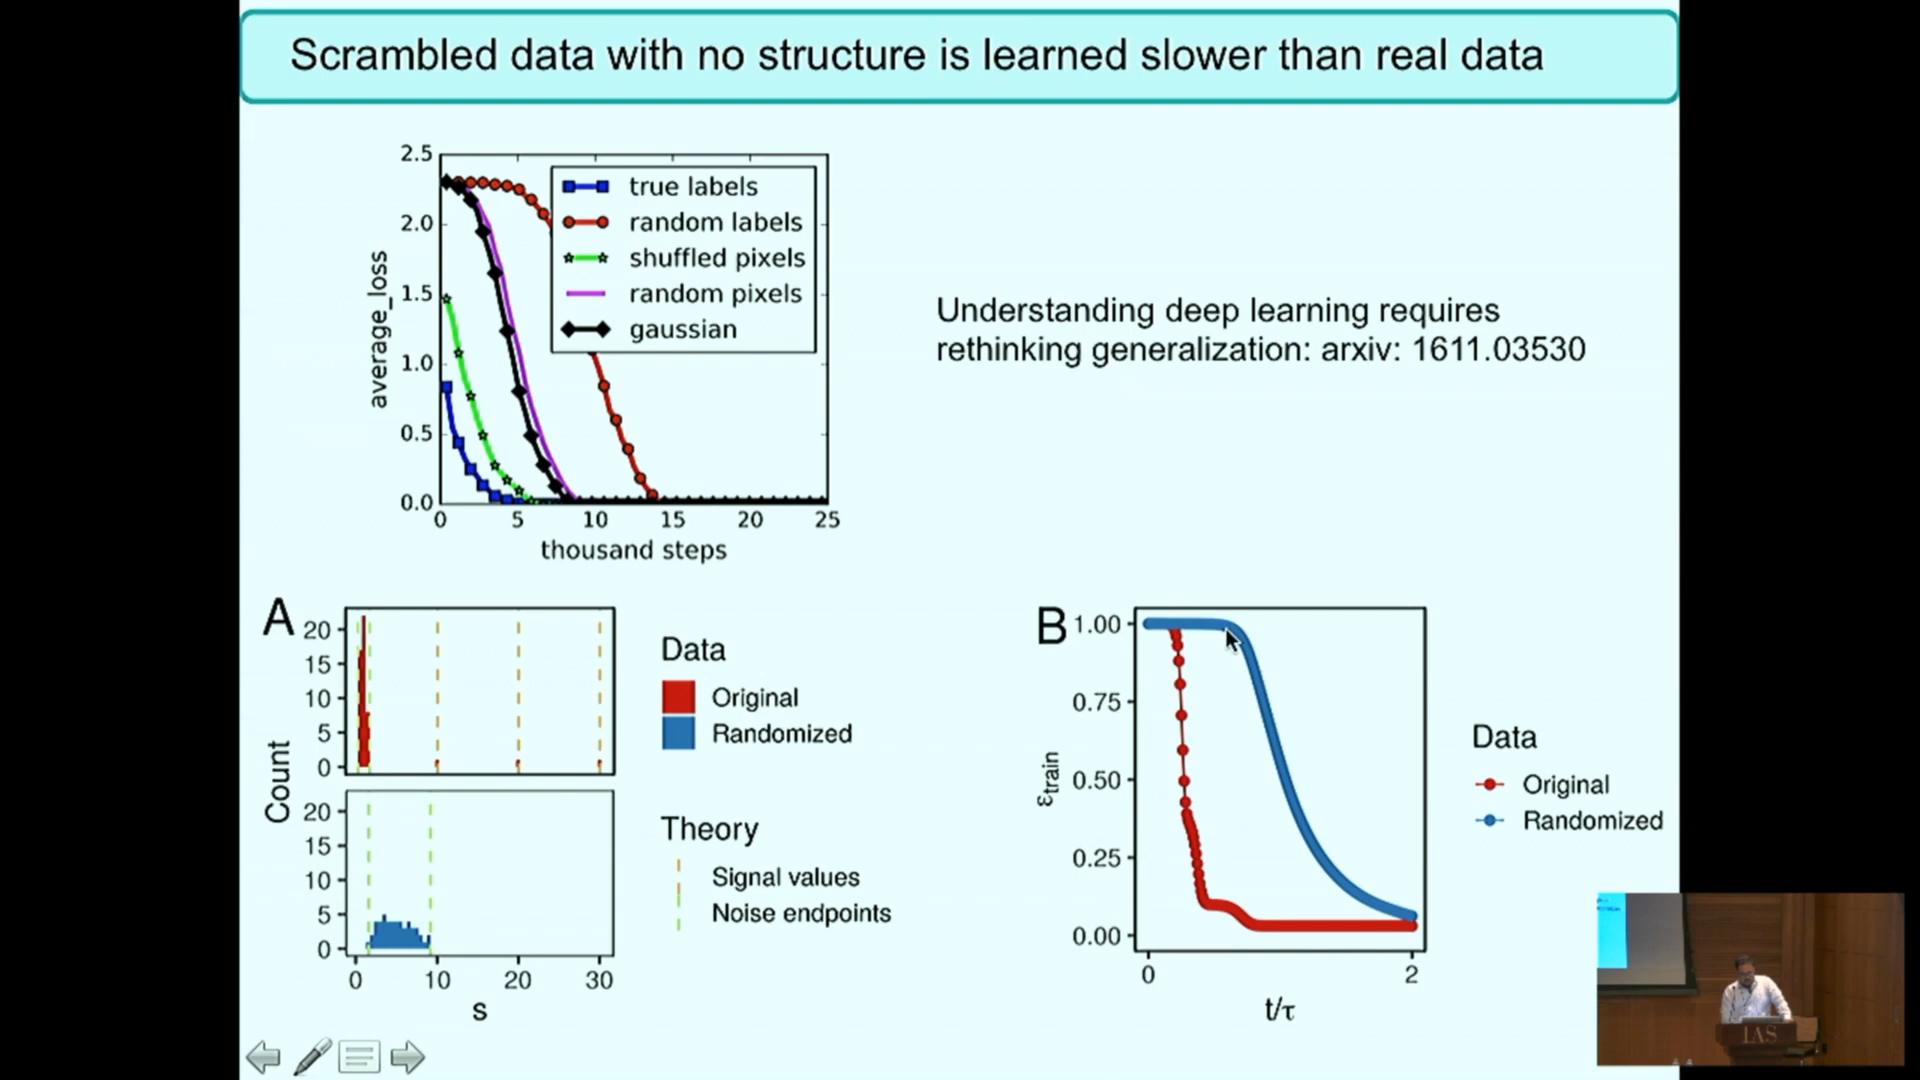 Scrambled data with no structure is learned slower than real data
2.5
2.0
1.5
1.0
0.5
0.0
average_loss
true labels
random labels
shuffled pixels
random pixels
gaussian
0 5 10 15 20 25
thousand steps
Understanding deep learning requires
rethinking generalization: arxiv: 1611.03530
A
20
15
10
5
0
Count
20
15
10
5
0
0 10 20 30
s
Data
Original
Randomized
Theory
Signal values
Noise endpoints
B
1.00
0.75
0.50
0.25
0.00
εtrain
0 2
t/τ
Data
Original
Randomized
IAS